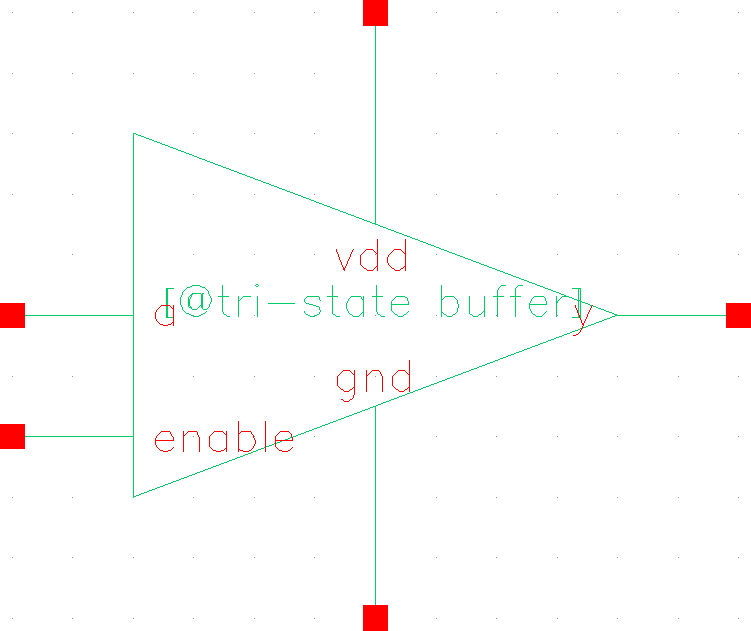 vdd
[@tri-state buffer]
a
y
gnd
enable